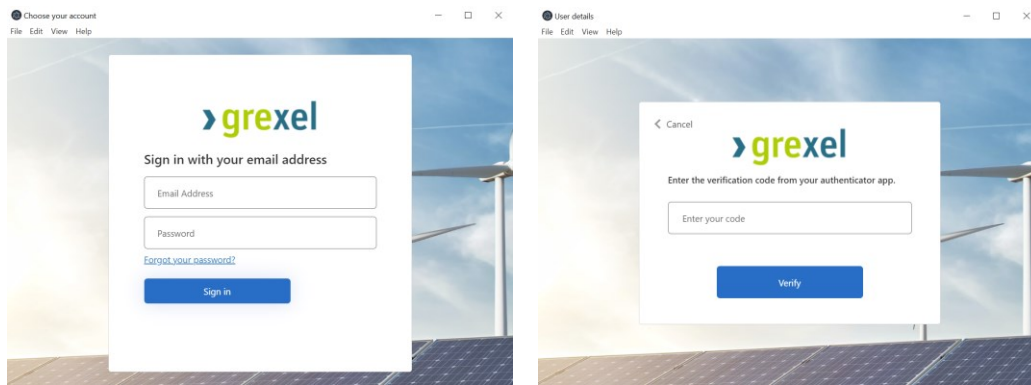 Choose your account
File Edit View Help
grexel
Sign in with your email address
Email Address
Password
Forgot your password?
Sign in
User details
File Edit View Help
Cancel
grexel
Enter the verification code from your authenticator app.
Enter your code
Verify